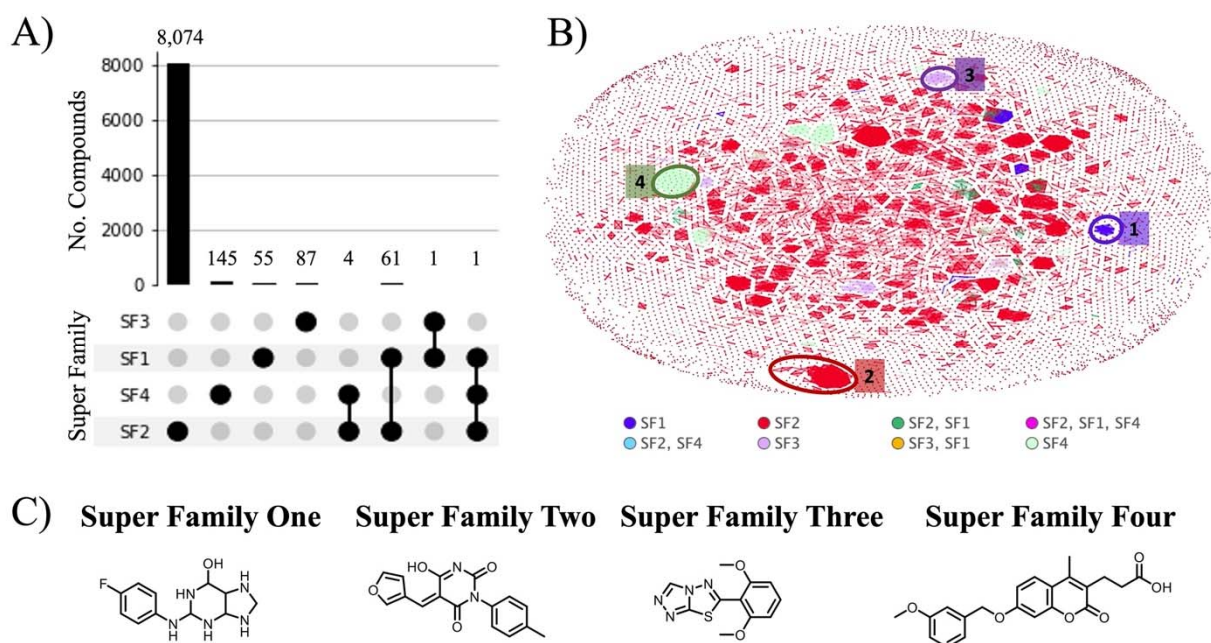 A)
8,074
8000
6000
4000
2000
0
No. Compounds
145 55 87 4 61 1 1
Super Family
SF3
SF1
SF4
SF2
B)
3
4
1
2
SF1 SF2 SF2, SF1 SF2, SF1, SF4
SF2, SF4 SF3 SF3, SF1 SF4
C)
Super Family One Super Family Two Super Family Three Super Family Four
OH
F
HN
N
H
N
H
H
N
N
H
HO
N
O
O
O
N
O
N
N
N
N
S
O
O
O
O
O
O
O
OH